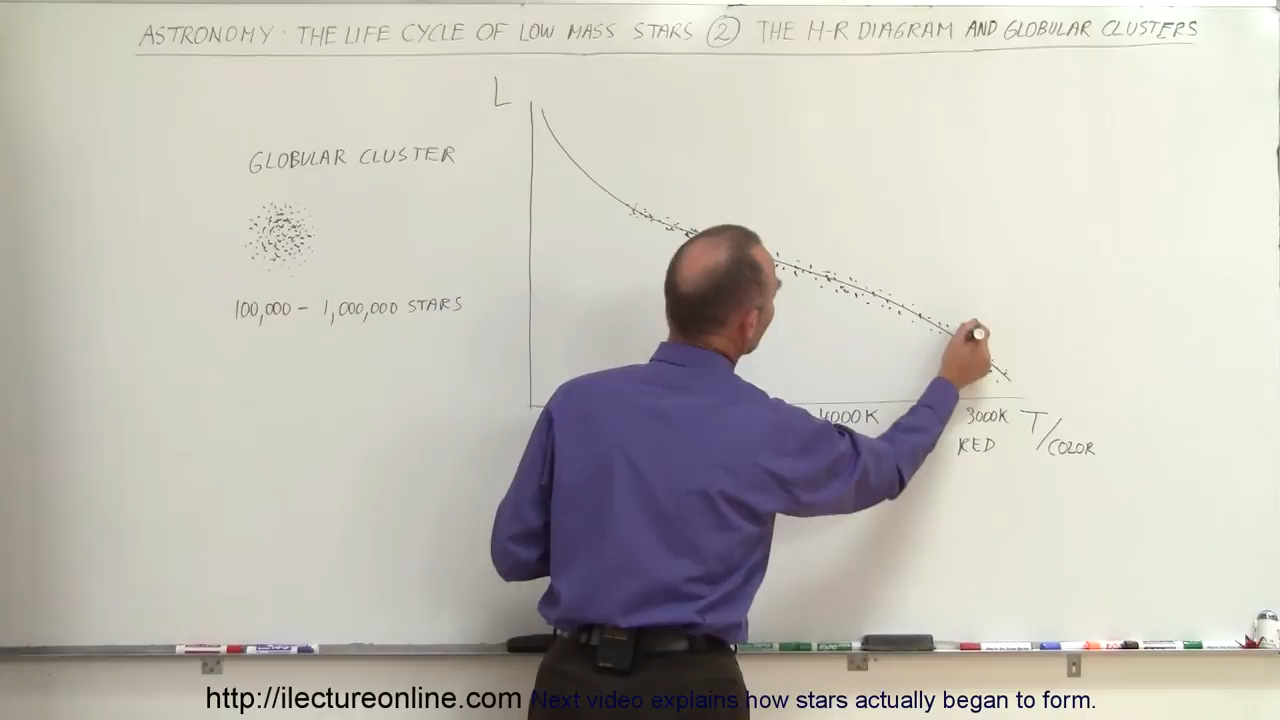 ASTRONOMY: THE LIFE CYCLE OF LOW MASS STARS ② THE H-R DIAGRAM AND GLOBULAR CLUSTERS
L
GLOBULAR CLUSTER
100,000 - 1,000,000 STARS
4000K
3000K
T/COLOR
RED
http://ilectureonline.com Next video explains how stars actually began to form.